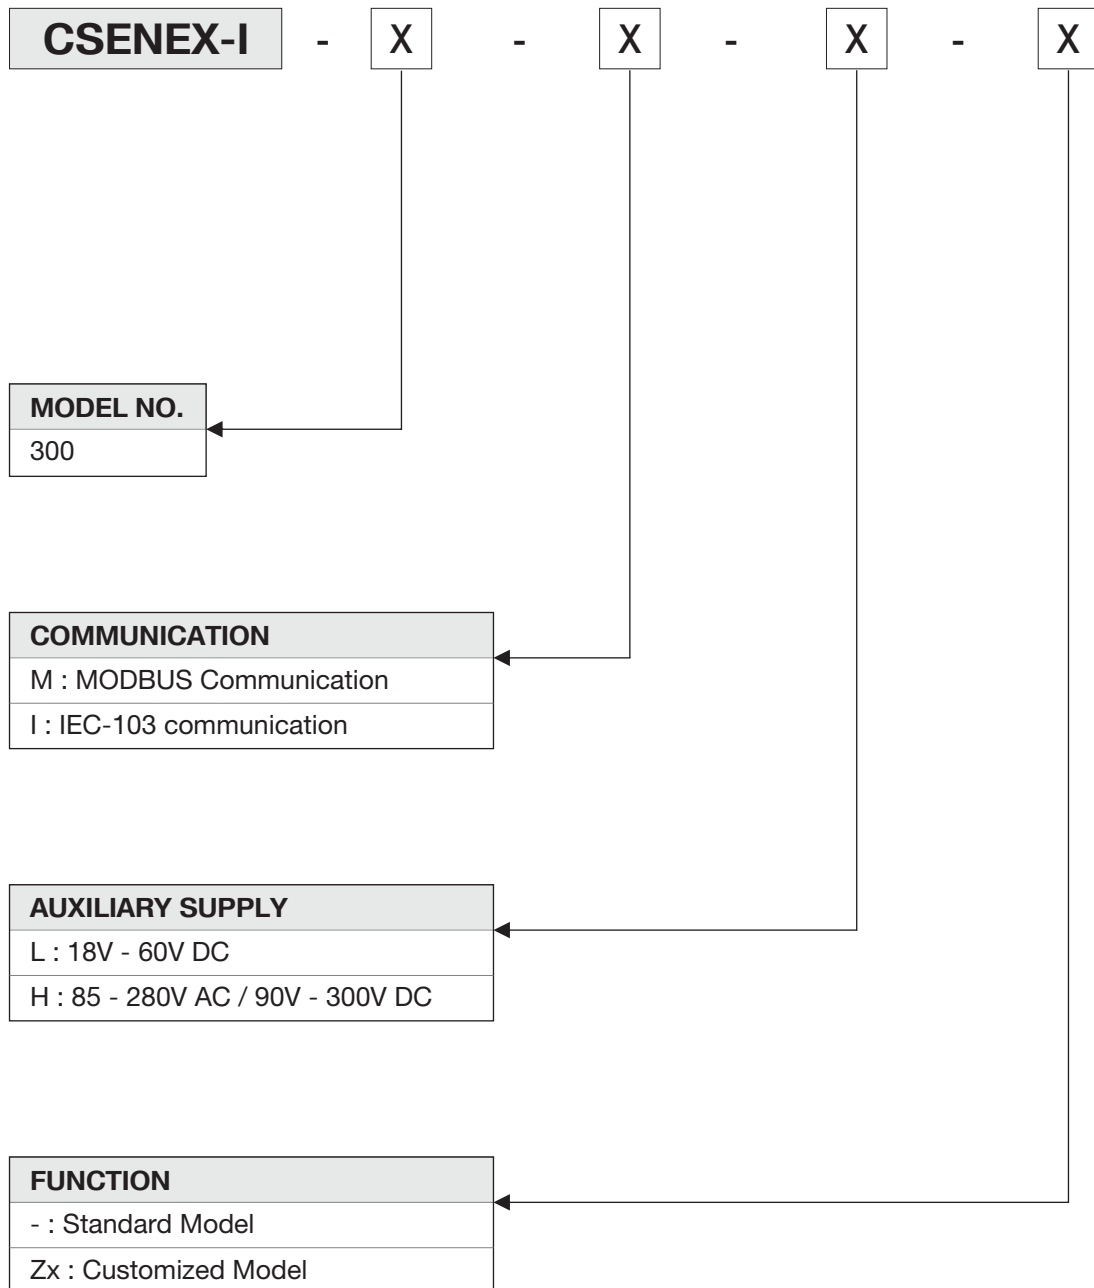 CSENEX-I - X - X - X - X
MODEL NO.
300
COMMUNICATION
M : MODBUS Communication
I : IEC-103 communication
AUXILIARY SUPPLY
L : 18V - 60V DC
H : 85 - 280V AC / 90V - 300V DC
FUNCTION
- : Standard Model
Zx : Customized Model